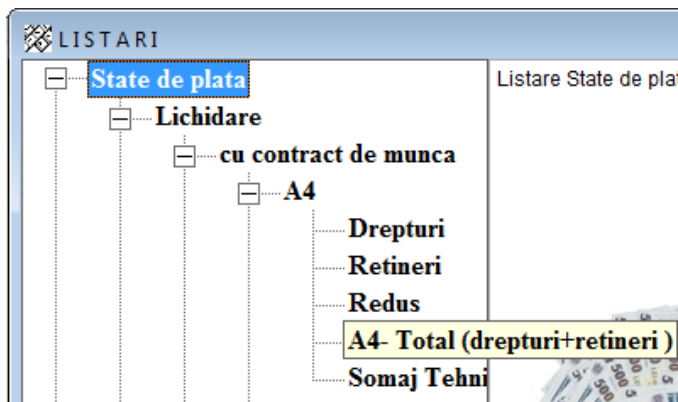 LISTARI
State de plata
Listare State de plat
Lichidare
cu contract de munca
A4
Drepturi
Retineri
Redus
A4- Total (drepturi+retineri )
Somaj Tehni